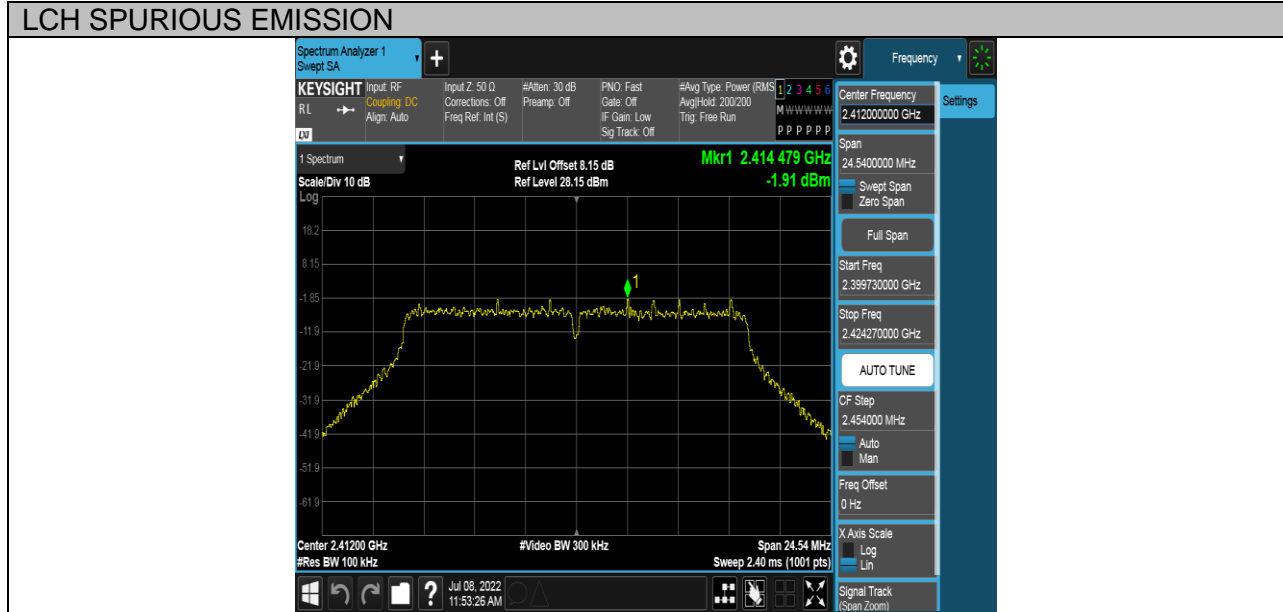 LCH SPURIOUS EMISSION
Spectrum Analyzer 1
Swept SA
+
Frequency
KEYSIGHT
RL
LXI
Input: RF
Coupling: DC
Align: Auto
Input Z: 50 Ω
Corrections: Off
Freq Ref: Int (S)
#Atten: 30 dB
Preamp: Off
PNO: Fast
Gate: Off
IF Gain: Low
Sig Track: Off
#Avg Type: Power (RMS
Avg|Hold: 200/200
Trig: Free Run
1 2 3 4 5 6
M W W W W W
P P P P P P
1 Spectrum
Scale/Div 10 dB
Ref Lvl Offset 8.15 dB
Ref Level 28.15 dBm
Mkr1 2.414 479 GHz
-1.91 dBm
Log
18.2
8.15
-1.85
-11.9
-21.9
-31.9
-41.9
-51.9
-61.9
1
Center 2.41200 GHz
#Res BW 100 kHz
#Video BW 300 kHz
Span 24.54 MHz
Sweep 2.40 ms (1001 pts)
Center Frequency
2.412000000 GHz
Settings
Span
24.5400000 MHz
Swept Span
Zero Span
Full Span
Start Freq
2.399730000 GHz
Stop Freq
2.424270000 GHz
AUTO TUNE
CF Step
2.454000 MHz
Auto
Man
Freq Offset
0 Hz
X Axis Scale
Log
Lin
Signal Track
(Span Zoom)
?
Jul 08, 2022
11:53:26 AM